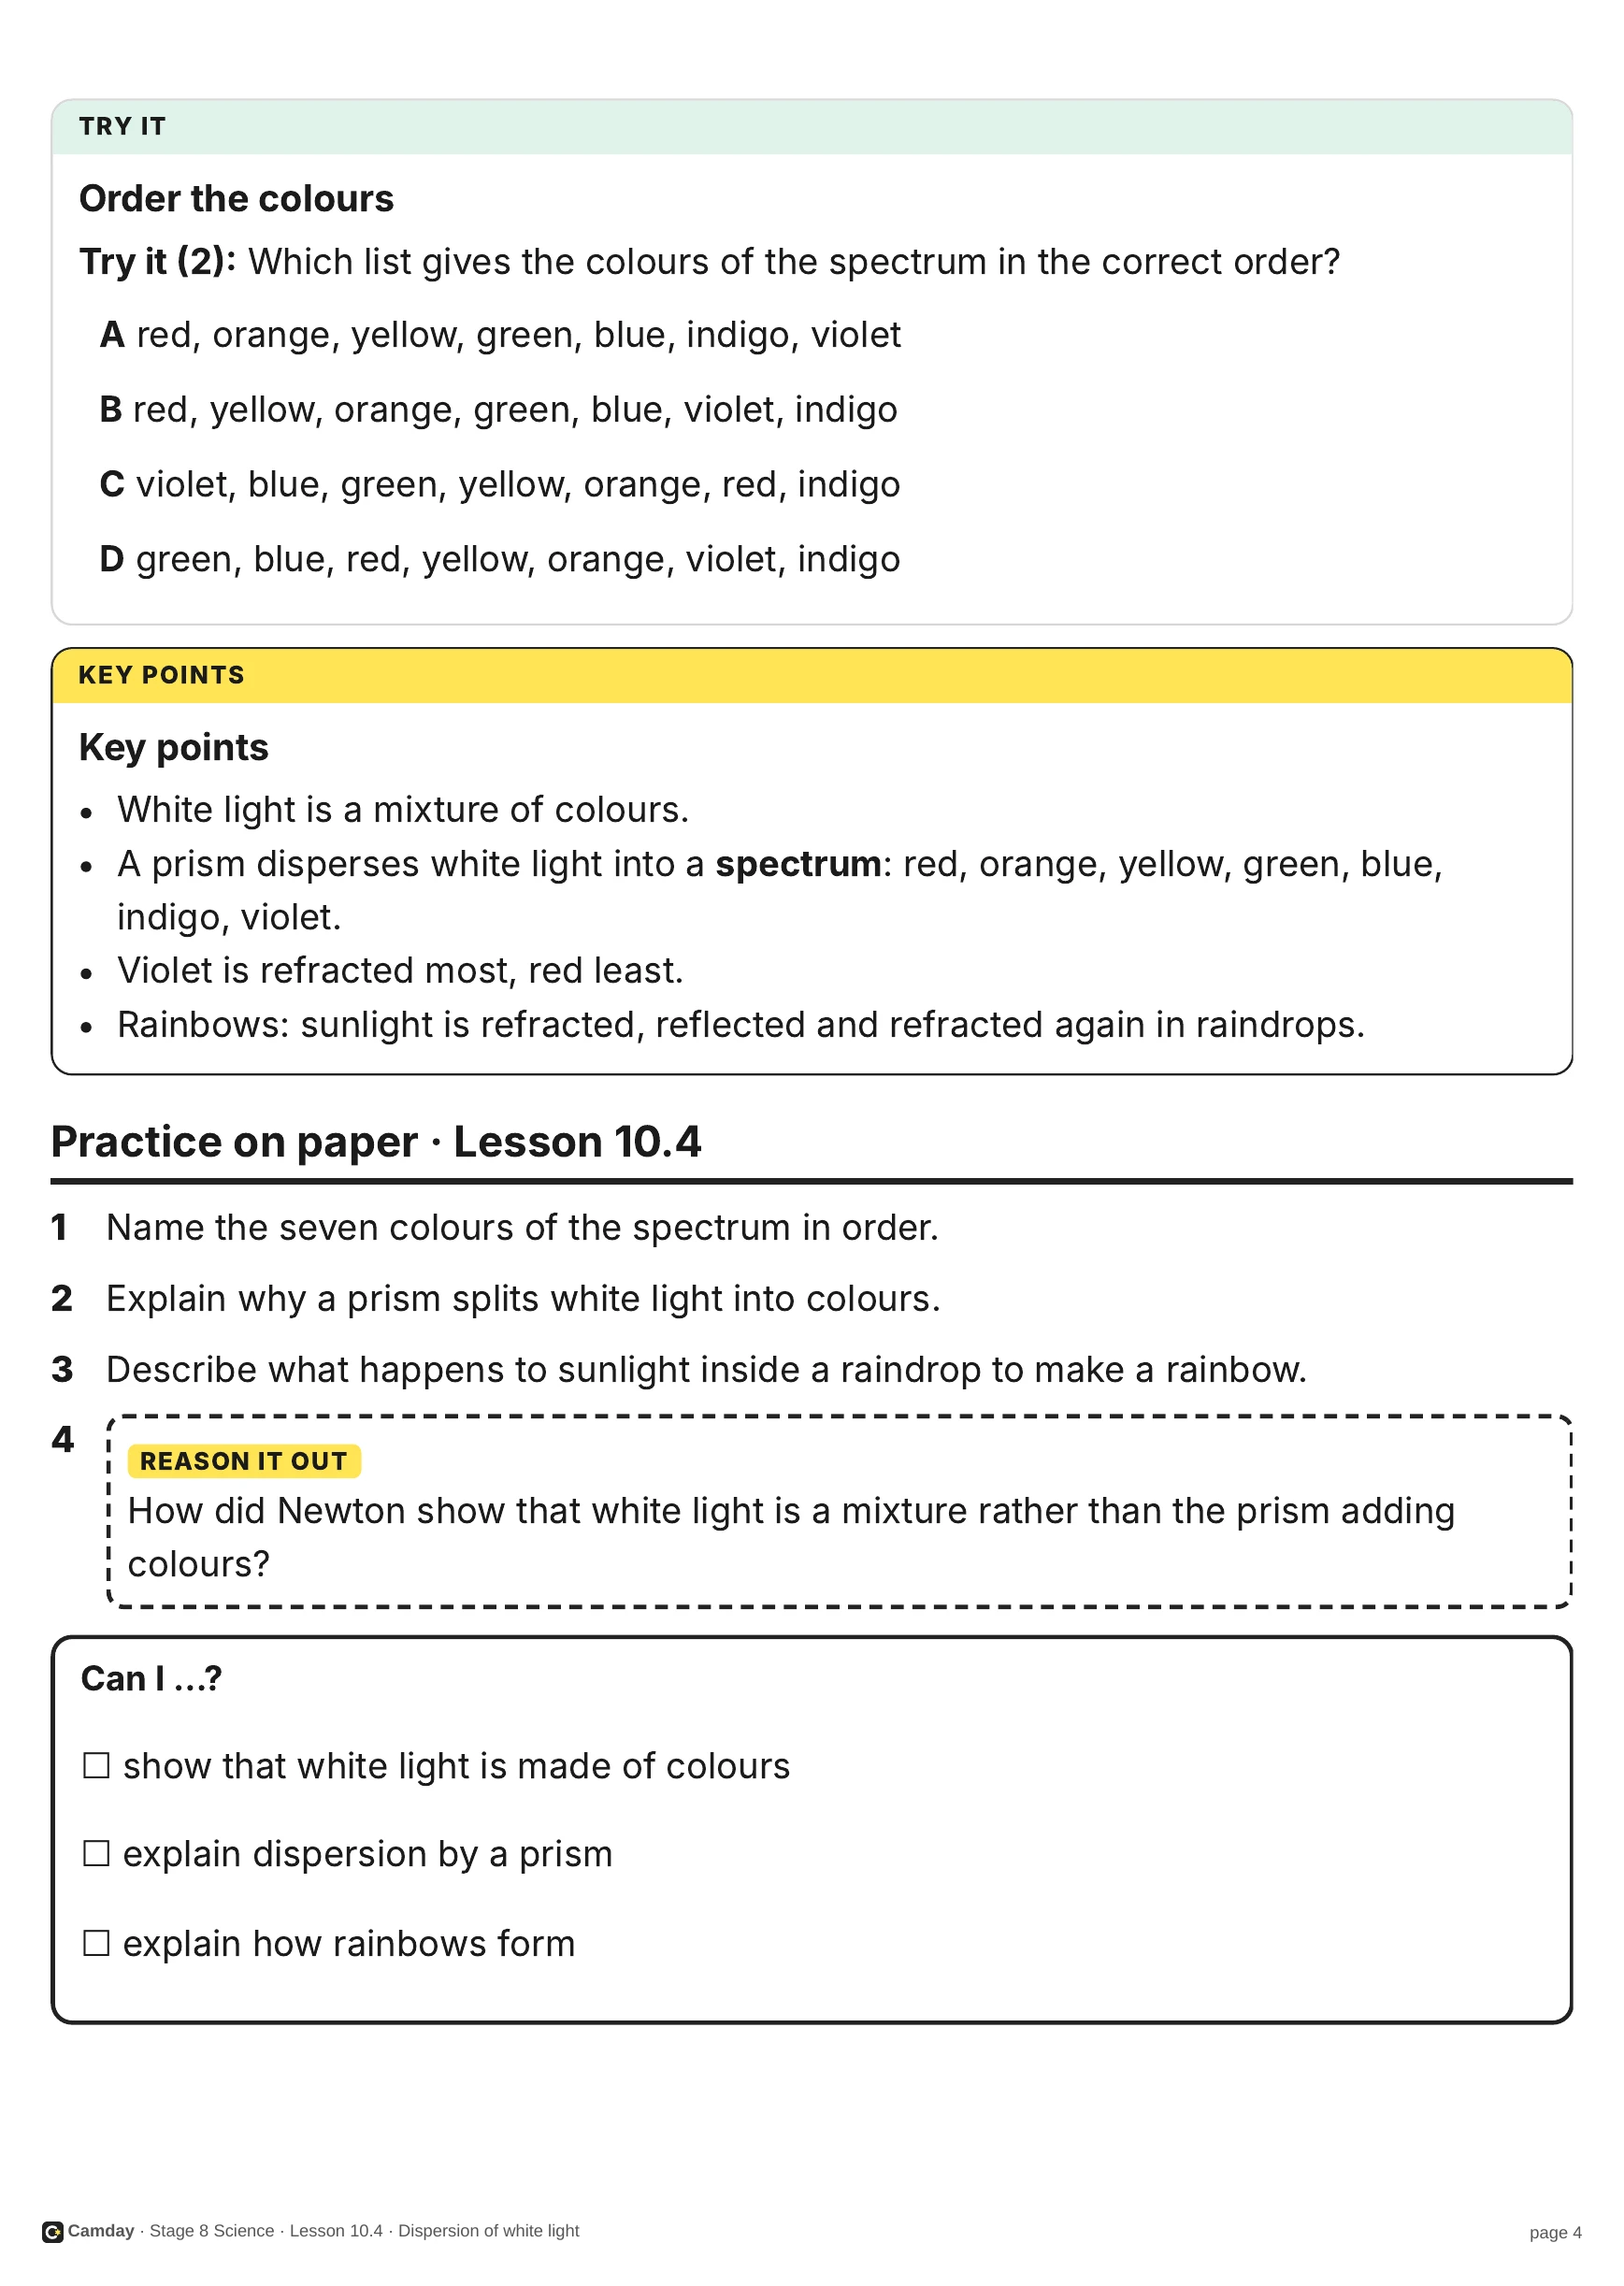 TRY IT
Order the colours
Try it (2): Which list gives the colours of the spectrum in the correct order?
A red, orange, yellow, green, blue, indigo, violet
B red, yellow, orange, green, blue, violet, indigo
C violet, blue, green, yellow, orange, red, indigo
D green, blue, red, yellow, orange, violet, indigo
KEY POINTS
Key points
• White light is a mixture of colours.
• A prism disperses white light into a spectrum: red, orange, yellow, green, blue,
indigo, violet.
• Violet is refracted most, red least.
• Rainbows: sunlight is refracted, reflected and refracted again in raindrops.
Practice on paper · Lesson 10.4
1 Name the seven colours of the spectrum in order.
2 Explain why a prism splits white light into colours.
3 Describe what happens to sunlight inside a raindrop to make a rainbow.
4
REASON IT OUT
How did Newton show that white light is a mixture rather than the prism adding
colours?
Can I …?
☐ show that white light is made of colours
☐ explain dispersion by a prism
☐ explain how rainbows form
Camday · Stage 8 Science · Lesson 10.4 · Dispersion of white light page 4